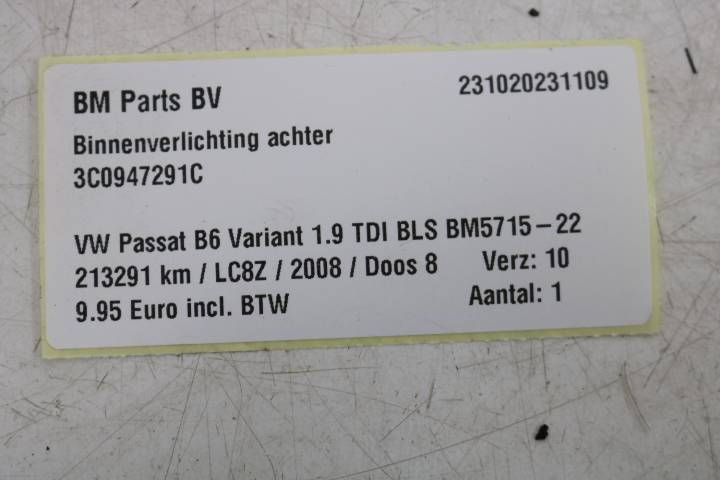 BM Parts BV 231020231109
Binnenverlichting achter
3C0947291C
VW Passat B6 Variant 1.9 TDI BLS BM5715-22
213291 km / LC8Z / 2008 / Doos 8 Verz: 10
9.95 Euro incl. BTW Aantal: 1